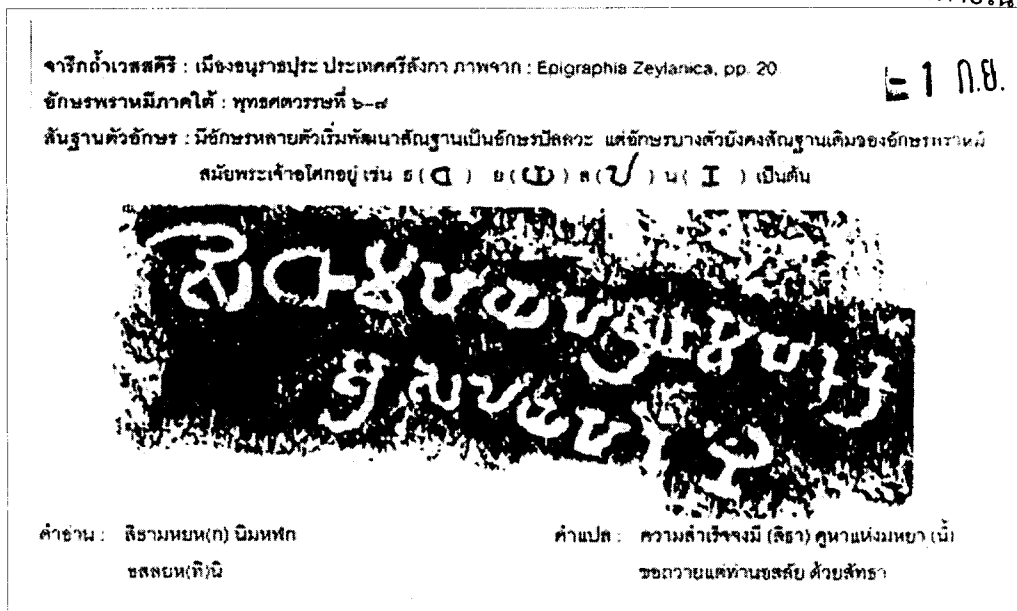 จารึกถ้ำเวสสคิรี : เมืองอนุราธปุระ ประเทศศรีลังกา ภาพจาก : Epigraphia Zeylanica, pp. 20
- 1 ก.ย.
อักษรพราหมีภาคใต้ : พุทธศตวรรษที่ ๖-๘
สัณฐานตัวอักษร : มีอักษรหลายตัวเริ่มพัฒนาสัณฐานเป็นอักษรปัลลวะ แต่อักษรบางตัวยังคงสัณฐานเดิมของอักษรพราหมี
สมัยพระเจ้าอโศกอยู่ เช่น ธ ( ) ย ( ) ล ( ) น ( ) เป็นต้น
คำอ่าน : สิธามหยห(ก) นิมหฬก
คำแปล : ความสำเร็จจงมี (สิธา) คูหาแห่งมหยา (นี้)
ขสลยห(ทิ)นิ
ขอถวายแด่ท่านขสลัย ด้วยสัทธา